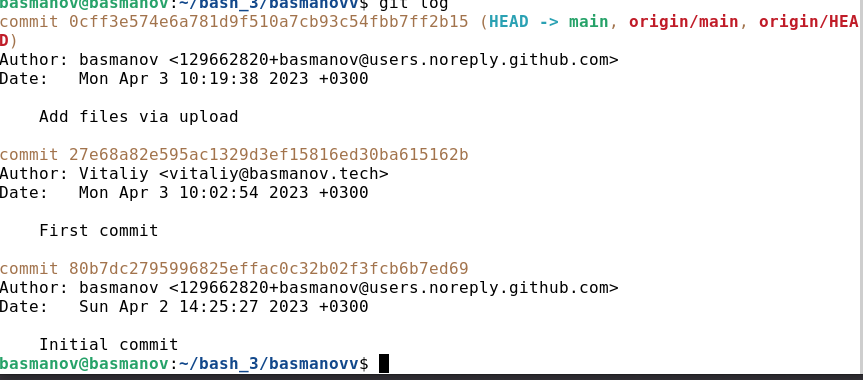 basmanov@basmanov:~/bash_3/basmanovv$ git log
commit 0cff3e574e6a781d9f510a7cb93c54fbb7ff2b15 (HEAD -> main, origin/main, origin/HEA
D)
Author: basmanov <129662820+basmanov@users.noreply.github.com>
Date:   Mon Apr 3 10:19:38 2023 +0300
    Add files via upload
commit 27e68a82e595ac1329d3ef15816ed30ba615162b
Author: Vitaliy <vitaliy@basmanov.tech>
Date:   Mon Apr 3 10:02:54 2023 +0300
    First commit
commit 80b7dc2795996825effac0c32b02f3fcb6b7ed69
Author: basmanov <129662820+basmanov@users.noreply.github.com>
Date:   Sun Apr 2 14:25:27 2023 +0300
    Initial commit
basmanov@basmanov:~/bash_3/basmanovv$